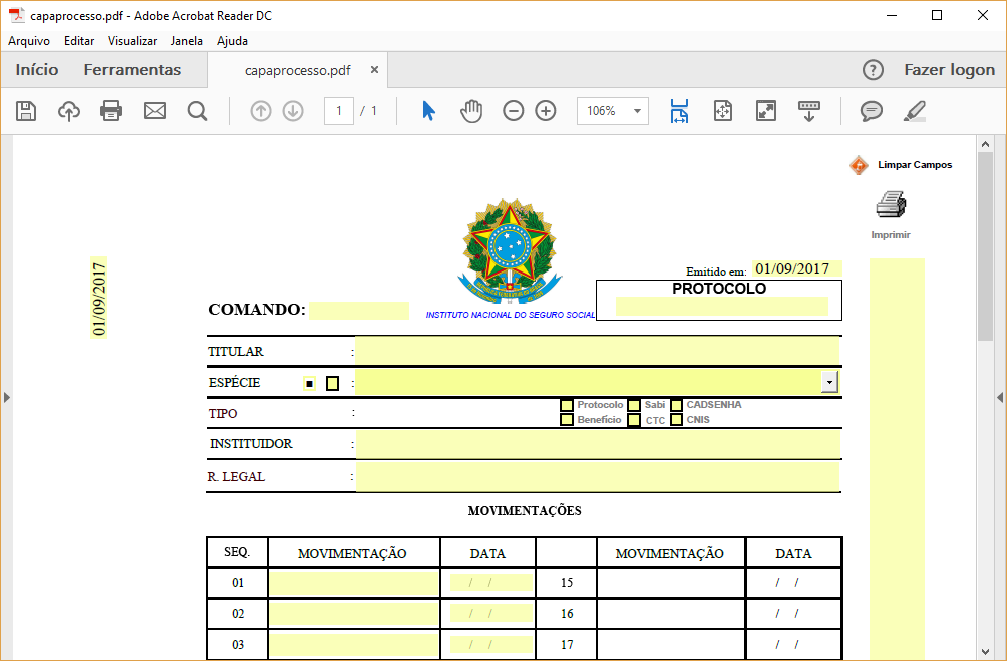 capaprocesso.pdf - Adobe Acrobat Reader DC
Arquivo Editar Visualizar Janela Ajuda
Início Ferramentas capaprocesso.pdf × Fazer logon
1 / 1 106%
Limpar Campos
Imprimir
01/09/2017
Emitido em: 01/09/2017
PROTOCOLO
COMANDO:
INSTITUTO NACIONAL DO SEGURO SOCIAL
TITULAR :
ESPÉCIE :
TIPO : Protocolo Sabi CADSENHA
Benefício CTC CNIS
INSTITUIDOR :
R. LEGAL :
MOVIMENTAÇÕES
SEQ. MOVIMENTAÇÃO DATA MOVIMENTAÇÃO DATA
01 / / 15 / /
02 / / 16 / /
03 / / 17 / /